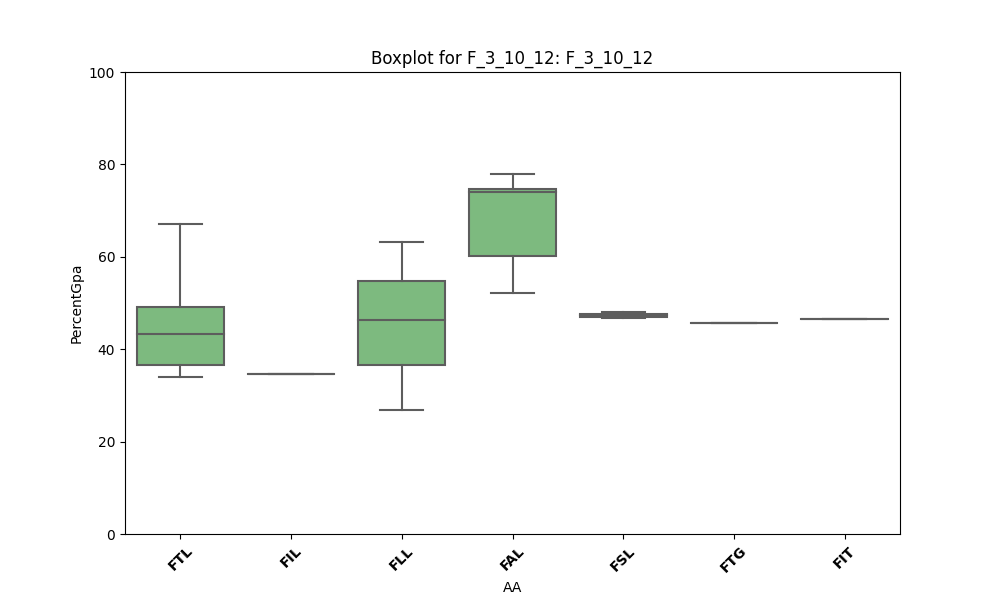 Boxplot for F_3_10_12: F_3_10_12
100
80
60
40
20
0
PercentGpa
FTL
FIL
FLL
FAL
FSL
FTG
FIT
AA